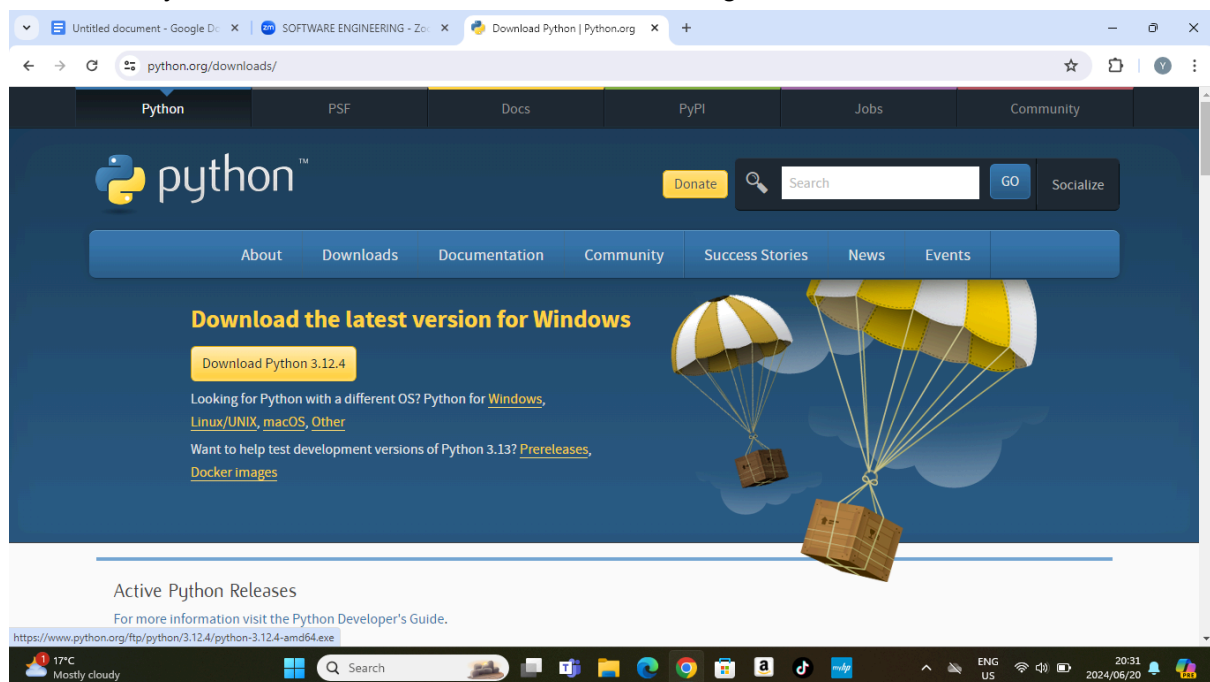 Untitled document - Google Do
SOFTWARE ENGINEERING - Zo
Download Python | Python.org
python.org/downloads/
Y
Python
PSF
Docs
PyPI
Jobs
Community
python™
Donate
Search
GO
Socialize
About
Downloads
Documentation
Community
Success Stories
News
Events
Download the latest version for Windows
Download Python 3.12.4
Looking for Python with a different OS? Python for Windows,
Linux/UNIX, macOS, Other
Want to help test development versions of Python 3.13? Prereleases,
Docker images
Active Python Releases
For more information visit the Python Developer's Guide.
https://www.python.org/ftp/python/3.12.4/python-3.12.4-amd64.exe
1
17°C
Mostly cloudy
Search
a
myhp
ENG
US
20:31
2024/06/20
PRE